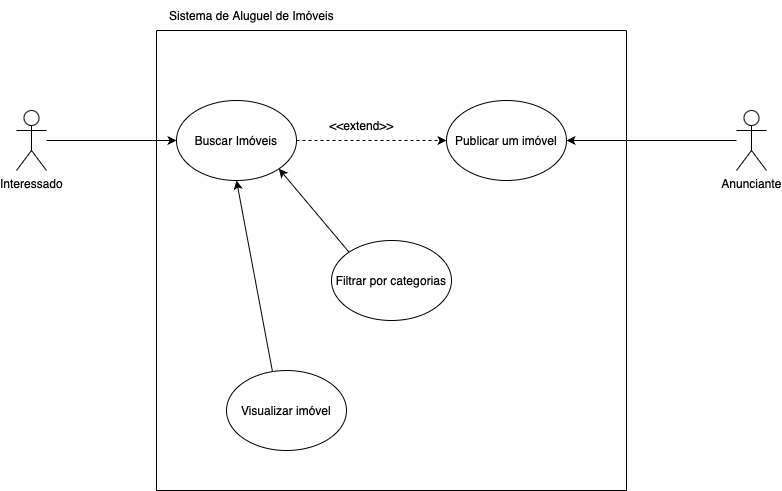 Sistema de Aluguel de Imóveis
<<extend>>
Buscar Imóveis
Publicar um imóvel
Interessado
Anunciante
Filtrar por categorias
Visualizar imóvel